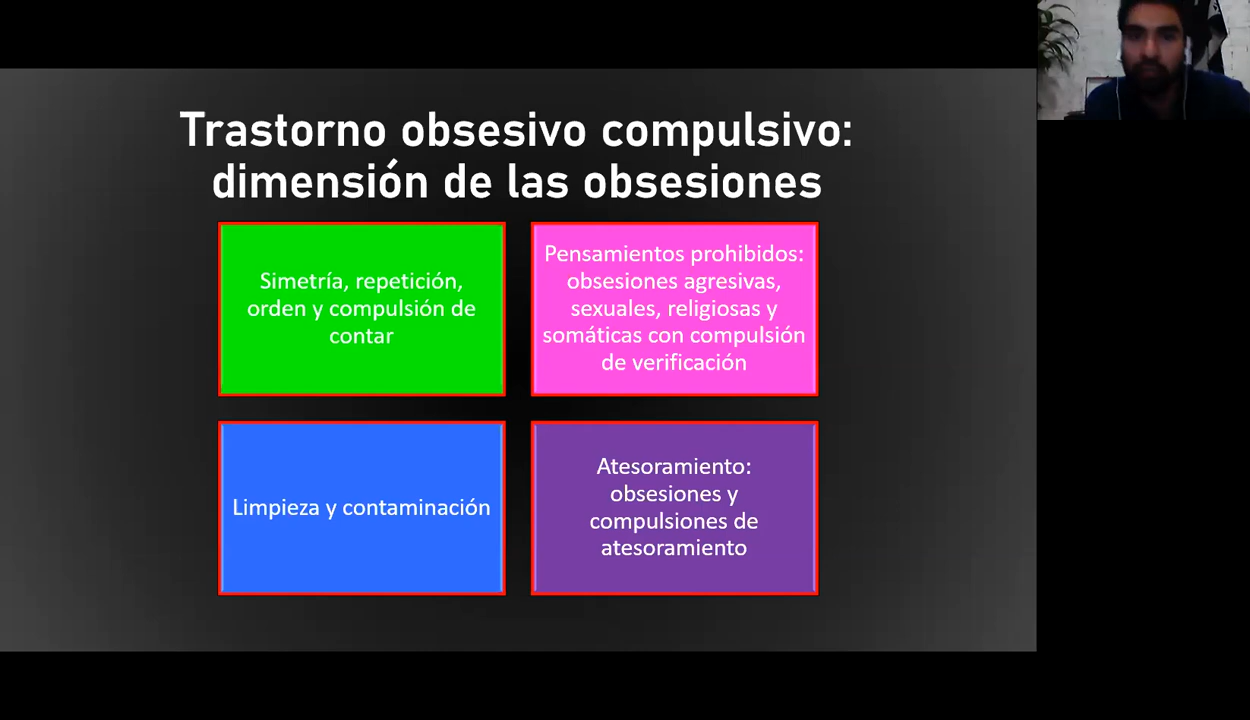 Trastorno obsesivo compulsivo:
dimensión de las obsesiones
Simetría, repetición,
orden y compulsión de
contar
Pensamientos prohibidos:
obsesiones agresivas,
sexuales, religiosas y
somáticas con compulsión
de verificación
Limpieza y contaminación
Atesoramiento:
obsesiones y
compulsiones de
atesoramiento